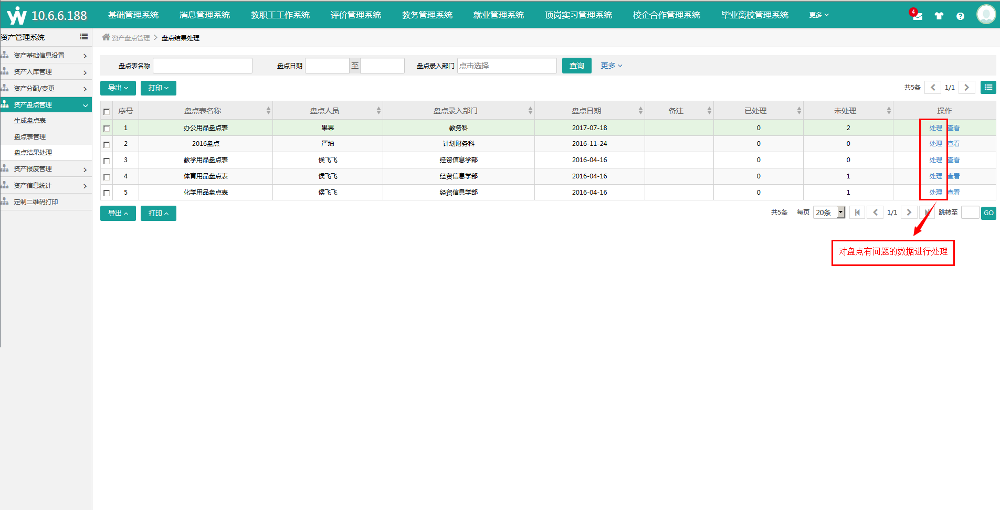 10.6.6.188 基础管理系统 消息管理系统 教职工工作系统 评价管理系统 教务管理系统 就业管理系统 顶岗实习管理系统 校企合作管理系统 毕业离校管理系统 更多 4
资产管理系统
资产基础信息设置
资产入库管理
资产分配/变更
资产盘点管理
生成盘点表
盘点表管理
盘点结果处理
资产报废管理
资产信息统计
定制二维码打印
资产盘点管理 > 盘点结果处理
盘点表名称 盘点日期 至 盘点录入部门 点击选择 查询 更多
导出 打印 共5条 1/1
序号 盘点表名称 盘点人员 盘点录入部门 盘点日期 备注 已处理 未处理 操作
1 办公用品盘点表 果果 教务科 2017-07-18 0 2 处理 查看
2 2016盘点 严坤 计划财务科 2016-11-24 0 0 处理 查看
3 教学用品盘点表 侯飞飞 经贸信息学部 2016-04-16 0 0 处理 查看
4 体育用品盘点表 侯飞飞 经贸信息学部 2016-04-16 0 1 处理 查看
5 化学用品盘点表 侯飞飞 经贸信息学部 2016-04-16 0 1 处理 查看
导出 打印 共5条 每页 20条 1/1 跳转至 GO
对盘点有问题的数据进行处理